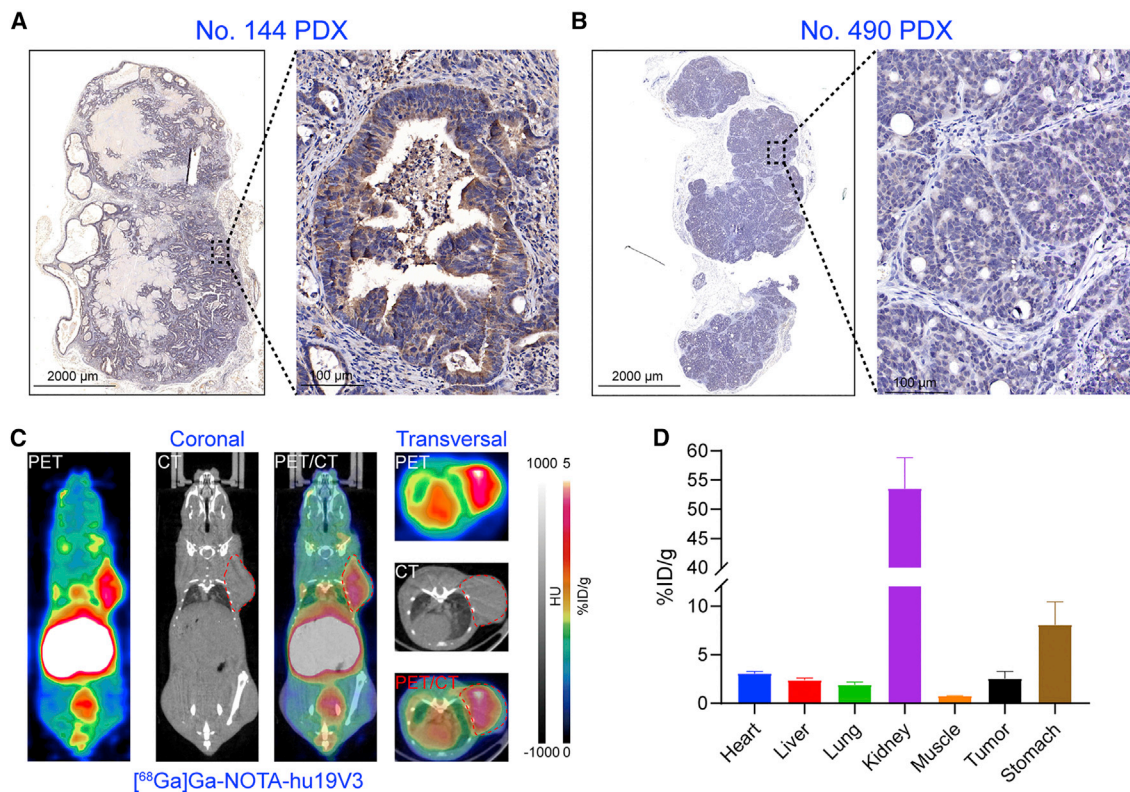 A
No. 144 PDX
2000 µm
100 µm
B
No. 490 PDX
2000 µm
100 µm
C
Coronal
Transversal
PET
CT
PET/CT
PET
CT
PET/CT
1000
5
HU
%ID/g
-1000
0
[⁶⁸Ga]Ga-NOTA-hu19V3
D
%ID/g
60
55
50
45
40
10
5
0
Heart
Liver
Lung
Kidney
Muscle
Tumor
Stomach